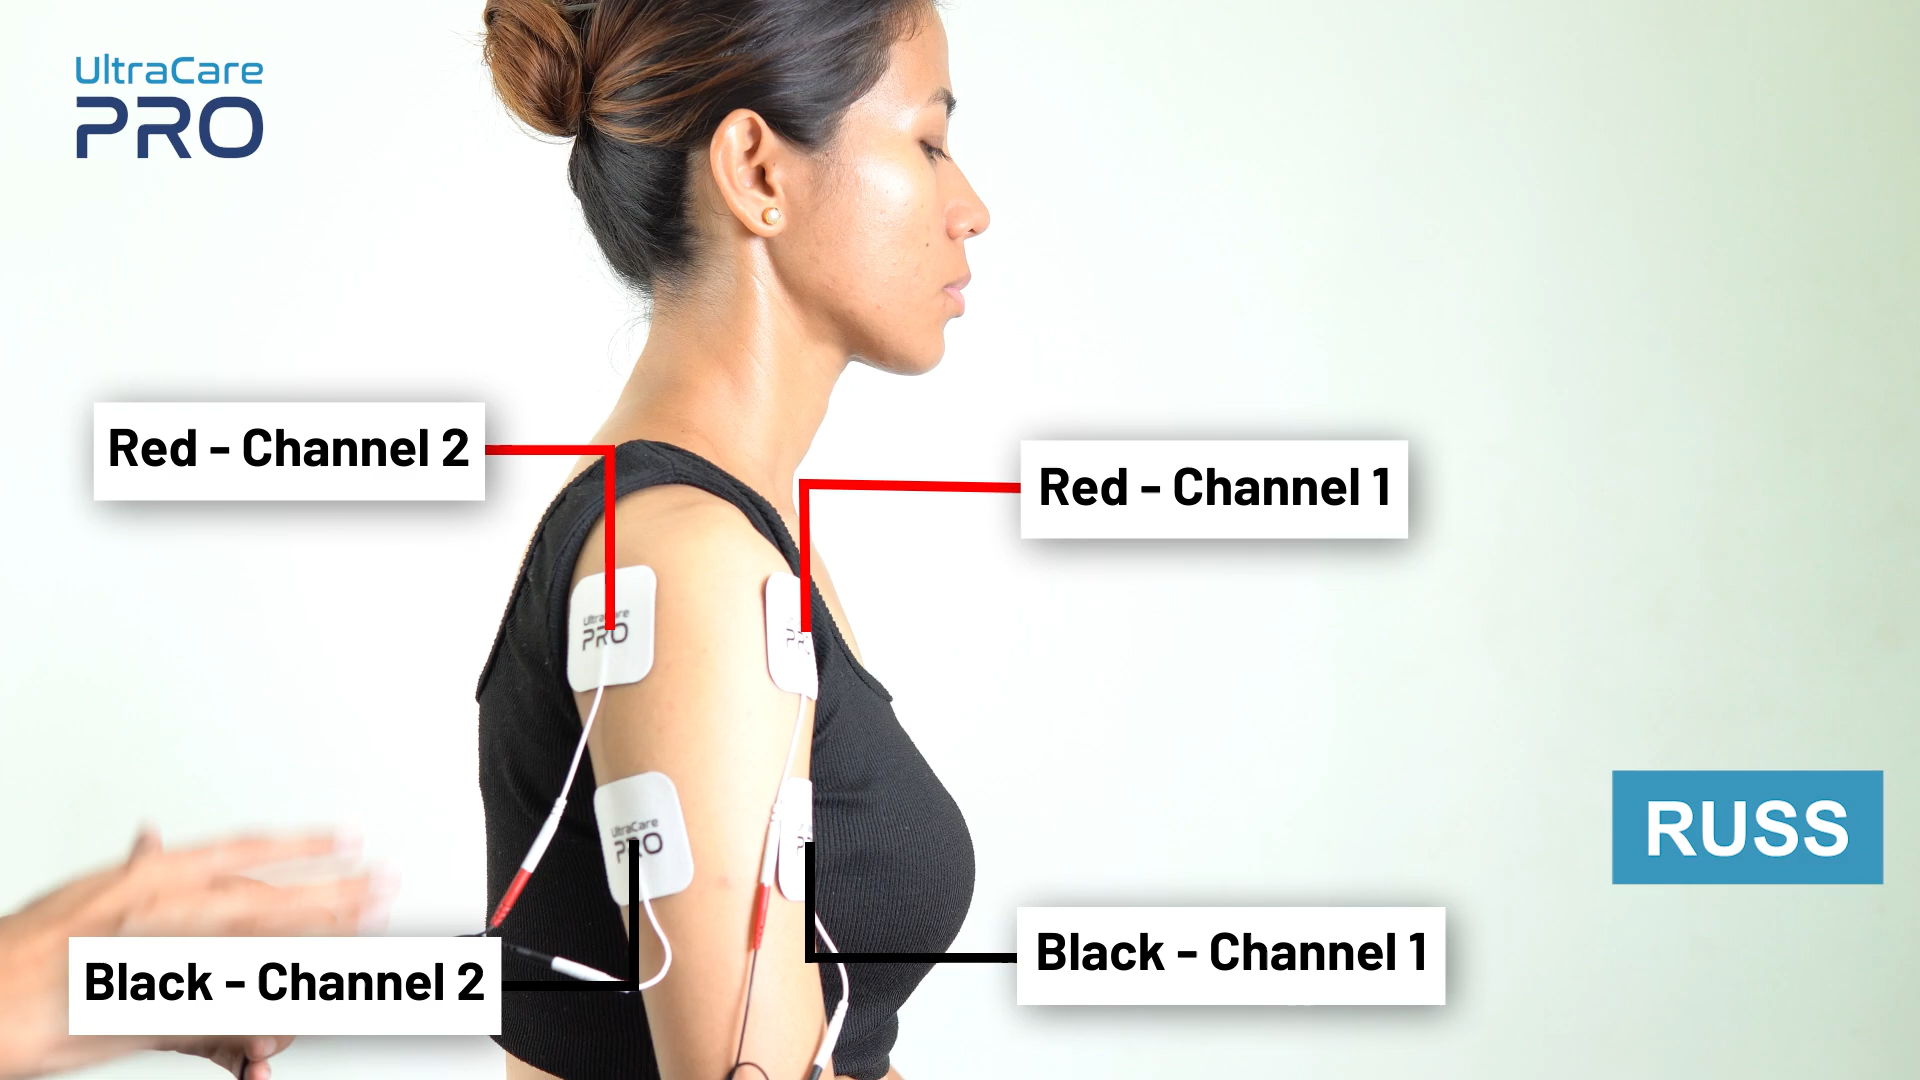 UltraCare
PRO
Red - Channel 2
Red - Channel 1
PRO
UltraCare
PRO
Black - Channel 2
Black - Channel 1
RUSS